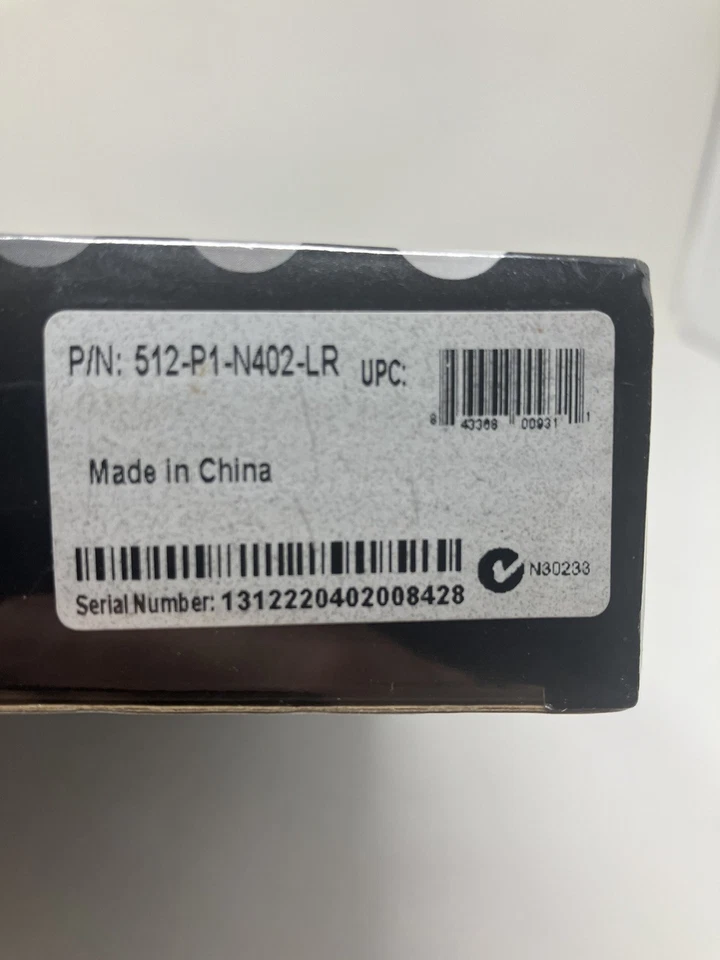 P/N: 512-P1-N402-LR UPC:
8 43368 00931 1
Made in China
N30233
Serial Number: 1312220402008428